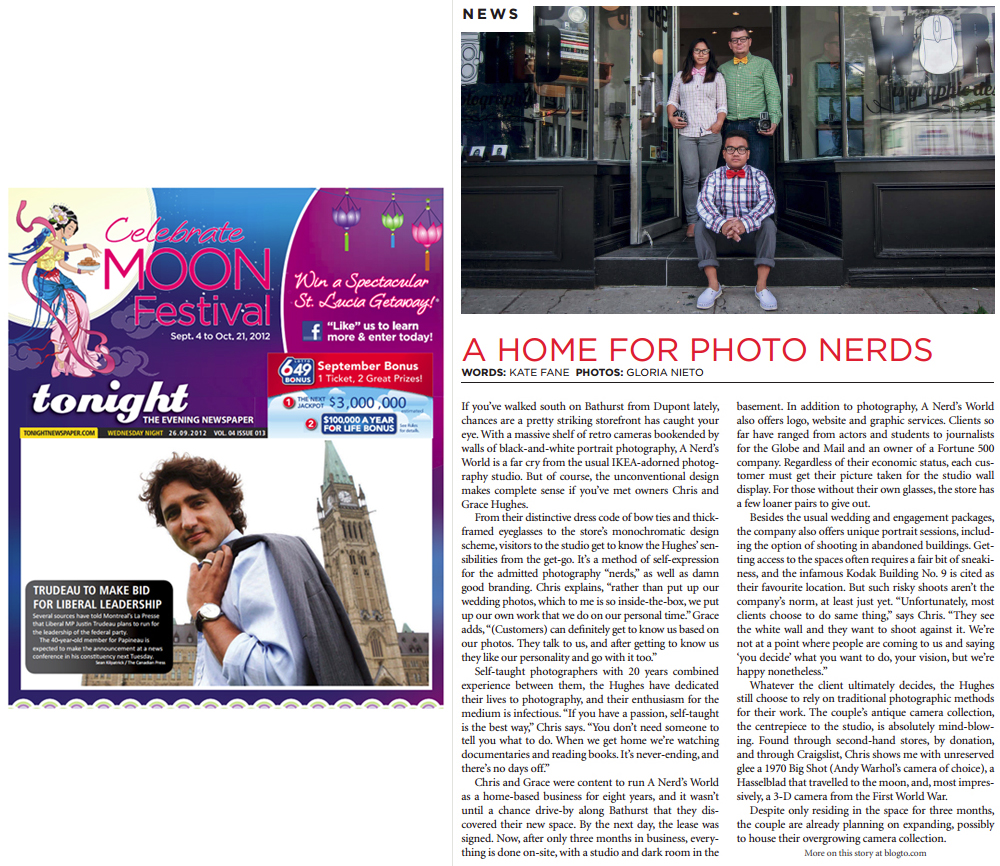 Celebrate
MOON
Festival
Sept. 4 to Oct. 21, 2012
Win a Spectacular
St. Lucia Getaway!*
f "Like" us to learn
more & enter today!
649
BONUS
September Bonus
1 Ticket, 2 Great Prizes!
1 THE NEXT
JACKPOT $3,000,000
estimated
2 $100,000 A YEAR
FOR LIFE BONUS
See Rules
for details.
tonight
THE EVENING NEWSPAPER
TONIGHTNEWSPAPER.COM WEDNESDAY NIGHT 26.09.2012 VOL. 04 ISSUE 013
TRUDEAU TO MAKE BID
FOR LIBERAL LEADERSHIP
Several sources have told Montreal's La Presse
that Liberal MP Justin Trudeau plans to run for
the leadership of the federal party.
The 40-year-old member for Papineau is
expected to make the announcement at a news
conference in his constituency next Tuesday.
Sean Kilpatrick / The Canadian Press
NEWS
A HOME FOR PHOTO NERDS
WORDS: KATE FANE PHOTOS: GLORIA NIETO
If you've walked south on Bathurst from Dupont lately,
chances are a pretty striking storefront has caught your
eye. With a massive shelf of retro cameras bookended by
walls of black-and-white portrait photography, A Nerd's
World is a far cry from the usual IKEA-adorned photog-
raphy studio. But of course, the unconventional design
makes complete sense if you've met owners Chris and
Grace Hughes.
From their distinctive dress code of bow ties and thick-
framed eyeglasses to the store's monochromatic design
scheme, visitors to the studio get to know the Hughes' sen-
sibilities from the get-go. It's a method of self-expression
for the admitted photography "nerds," as well as damn
good branding. Chris explains, "rather than put up our
wedding photos, which to me is so inside-the-box, we put
up our own work that we do on our personal time." Grace
adds, "(Customers) can definitely get to know us based on
our photos. They talk to us, and after getting to know us
they like our personality and go with it too."
Self-taught photographers with 20 years combined
experience between them, the Hughes have dedicated
their lives to photography, and their enthusiasm for the
medium is infectious. "If you have a passion, self-taught
is the best way," Chris says. "You don't need someone to
tell you what to do. When we get home we're watching
documentaries and reading books. It's never-ending, and
there's no days off."
Chris and Grace were content to run A Nerd's World
as a home-based business for eight years, and it wasn't
until a chance drive-by along Bathurst that they dis-
covered their new space. By the next day, the lease was
signed. Now, after only three months in business, every-
thing is done on-site, with a studio and dark room in the
basement. In addition to photography, A Nerd's World
also offers logo, website and graphic services. Clients so
far have ranged from actors and students to journalists
for the Globe and Mail and an owner of a Fortune 500
company. Regardless of their economic status, each cus-
tomer must get their picture taken for the studio wall
display. For those without their own glasses, the store has
a few loaner pairs to give out.
Besides the usual wedding and engagement packages,
the company also offers unique portrait sessions, includ-
ing the option of shooting in abandoned buildings. Get-
ting access to the spaces often requires a fair bit of sneaki-
ness, and the infamous Kodak Building No. 9 is cited as
their favourite location. But such risky shoots aren't the
company's norm, at least just yet. "Unfortunately, most
clients choose to do same thing," says Chris. "They see
the white wall and they want to shoot against it. We're
not at a point where people are coming to us and saying
'you decide' what you want to do, your vision, but we're
happy nonetheless."
Whatever the client ultimately decides, the Hughes
still choose to rely on traditional photographic methods
for their work. The couple's antique camera collection,
the centrepiece to the studio, is absolutely mind-blow-
ing. Found through second-hand stores, by donation,
and through Craigslist, Chris shows me with unreserved
glee a 1970 Big Shot (Andy Warhol's camera of choice), a
Hasselblad that travelled to the moon, and, most impres-
sively, a 3-D camera from the First World War.
Despite only residing in the space for three months,
the couple are already planning on expanding, possibly
to house their overgrowing camera collection.
More on this story at blogto.com